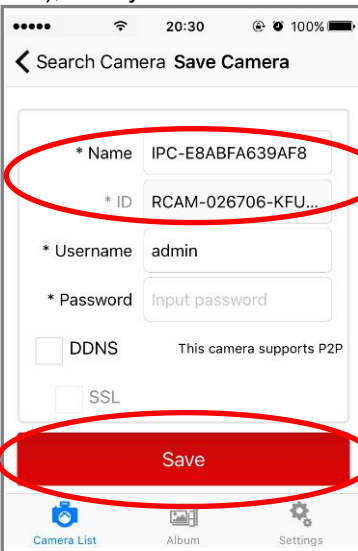 20:30 100%
Search Camera Save Camera
* Name IPC-E8ABFA639AF8
* ID RCAM-026706-KFU...
* Username admin
* Password Input password
DDNS This camera supports P2P
SSL
Save
Camera List Album Settings